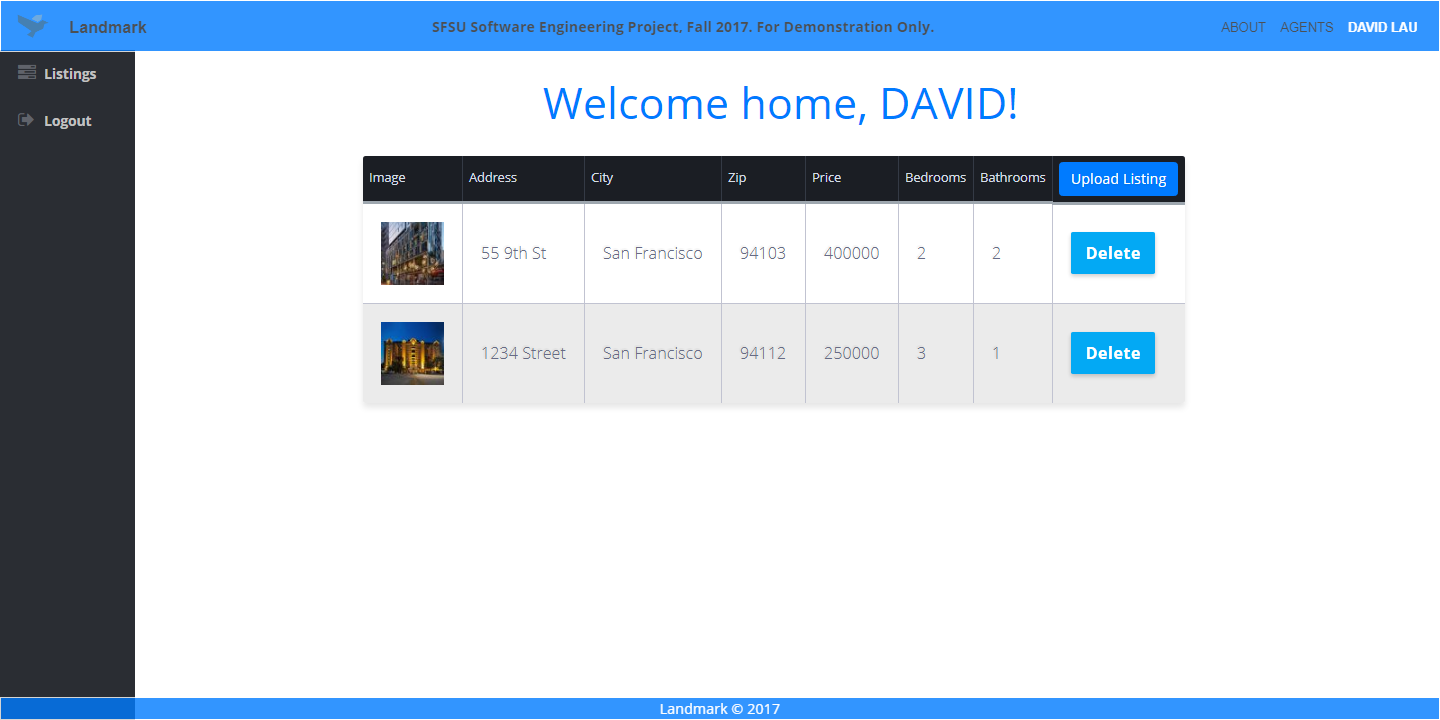 Landmark
SFSU Software Engineering Project, Fall 2017. For Demonstration Only.
ABOUT AGENTS DAVID LAU
Listings
Logout
Welcome home, DAVID!
Image Address City Zip Price Bedrooms Bathrooms Upload Listing
55 9th St San Francisco 94103 400000 2 2 Delete
1234 Street San Francisco 94112 250000 3 1 Delete
Landmark © 2017